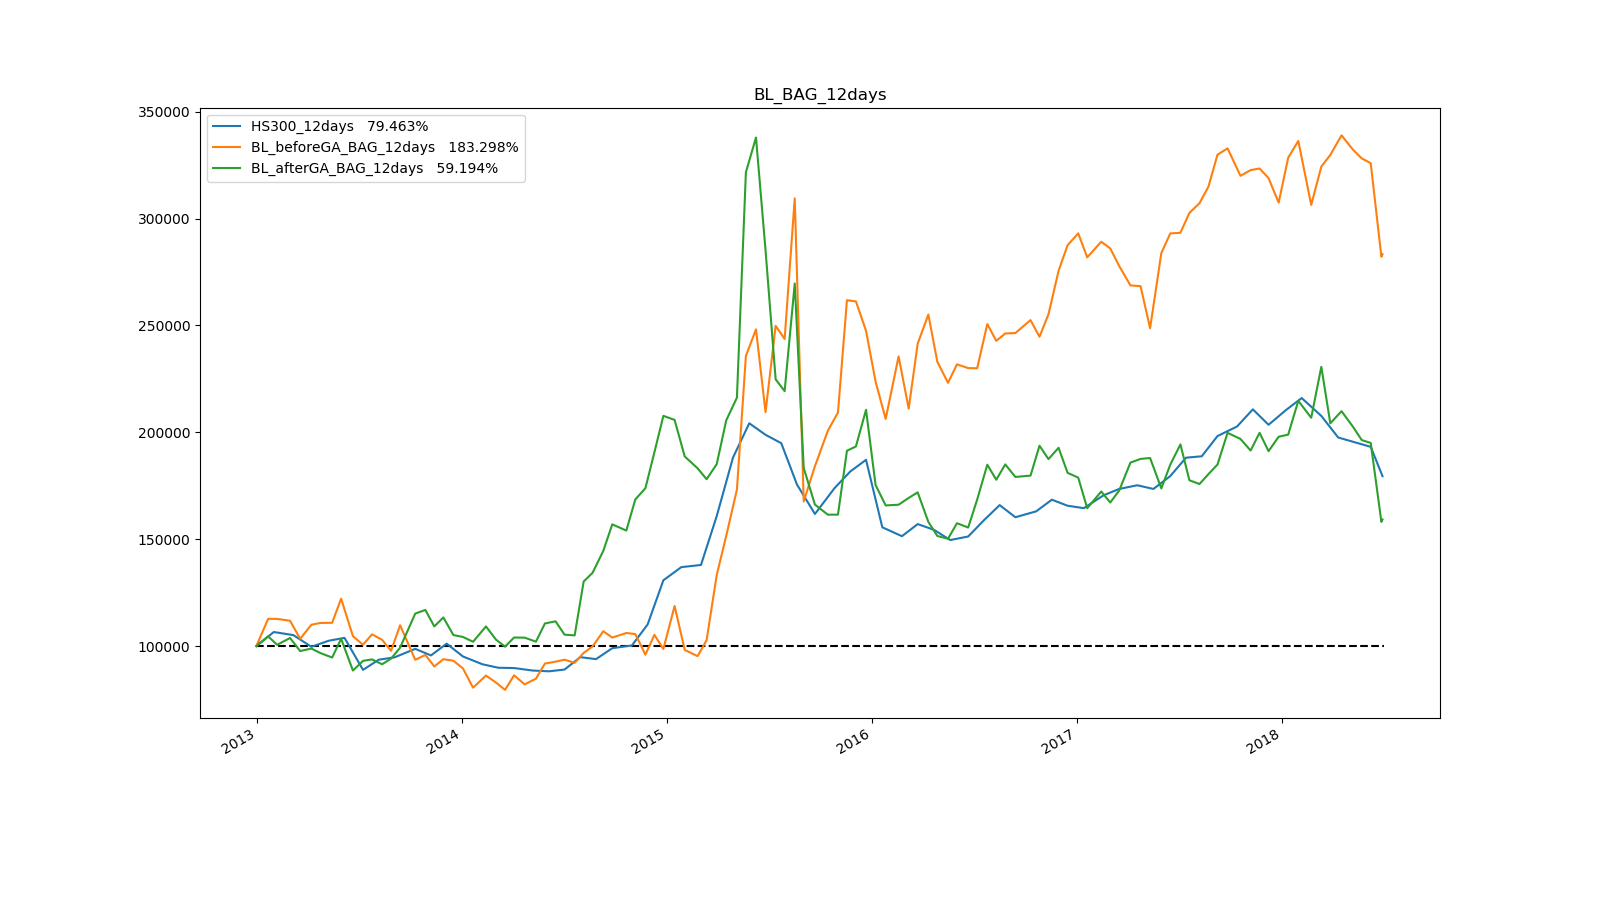 BL_BAG_12days
350000
300000
250000
200000
150000
100000
HS300_12days 79.463%
BL_beforeGA_BAG_12days 183.298%
BL_afterGA_BAG_12days 59.194%
2013 2014 2015 2016 2017 2018